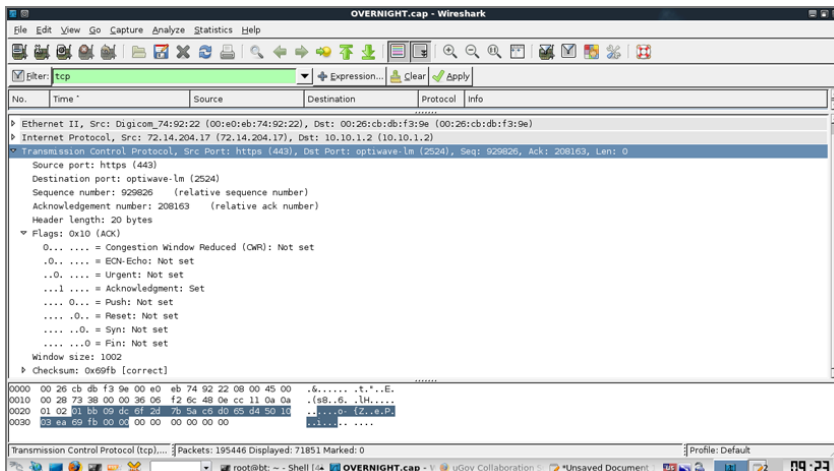 OVERNIGHT.cap - Wireshark
File Edit View Go Capture Analyze Statistics Help
Filter: tcp Expression... Clear Apply
No. Time Source Destination Protocol Info
Ethernet II, Src: Digicom_74:92:22 (00:e0:eb:74:92:22), Dst: 00:26:cb:db:f3:9e (00:26:cb:db:f3:9e)
Internet Protocol, Src: 72.14.204.17 (72.14.204.17), Dst: 10.10.1.2 (10.10.1.2)
Transmission Control Protocol, Src Port: https (443), Dst Port: optiwave-lm (2524), Seq: 929826, Ack: 208163, Len: 0
Source port: https (443)
Destination port: optiwave-lm (2524)
Sequence number: 929826 (relative sequence number)
Acknowledgement number: 208163 (relative ack number)
Header length: 20 bytes
Flags: 0x10 (ACK)
0... .... = Congestion Window Reduced (CWR): Not set
.0.. .... = ECN-Echo: Not set
..0. .... = Urgent: Not set
...1 .... = Acknowledgment: Set
.... 0... = Push: Not set
.... .0.. = Reset: Not set
.... ..0. = Syn: Not set
.... ...0 = Fin: Not set
Window size: 1002
Checksum: 0x69fb [correct]
0000 00 26 cb db f3 9e 00 e0 eb 74 92 22 08 00 45 00 .&...... .t."..E.
0010 00 28 73 38 00 00 36 06 f2 6c 48 0e cc 11 0a 0a .(s8..6. .lH.....
0020 01 02 01 bb 09 dc 6f 2d 7b 5a c6 d0 65 d4 50 10 ......o- {Z..e.P.
0030 03 ea 69 fb 00 00 00 00 00 00 00 00 ..i..... ....
Transmission Control Protocol (tcp),... Packets: 195446 Displayed: 71851 Marked: 0 Profile: Default
root@bt: ~ - Shell OVERNIGHT.cap - uGov Collaboration *Unsaved Document 09:23